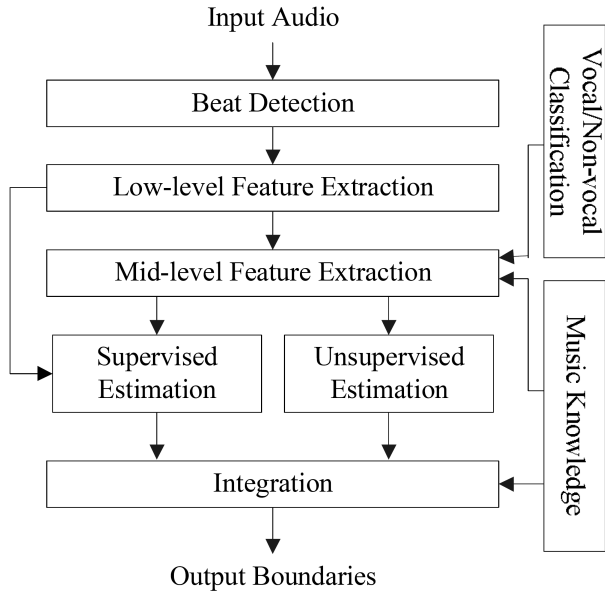 Input Audio
Beat Detection
Low-level Feature Extraction
Mid-level Feature Extraction
Supervised
Estimation
Unsupervised
Estimation
Integration
Output Boundaries
Vocal/Non-vocal
Classification
Music Knowledge